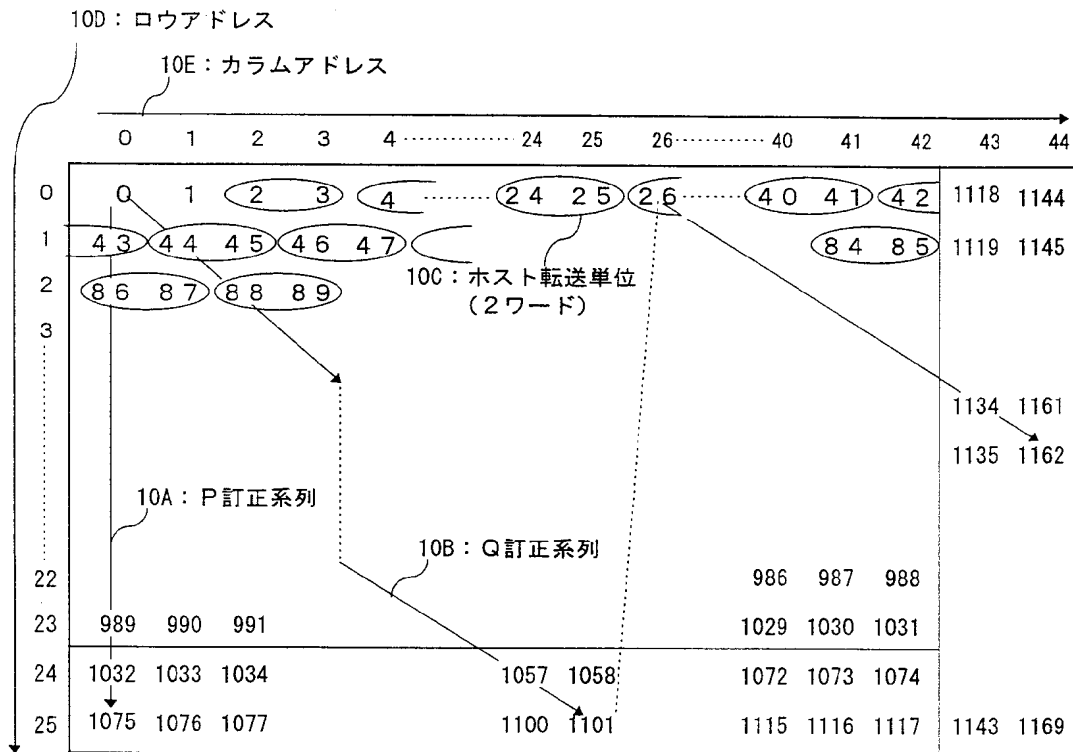 10D：ロウアドレス
10E：カラムアドレス
0 1 2 3 4 ········· 24 25 26 ········ 40 41 42 43 44
0 0 1 2 3 4 ········ 24 25 26 ········ 40 41 42 1118 1144
1 43 44 45 46 47 84 85 1119 1145
10C：ホスト転送単位
（2ワード）
2 86 87 88 89
3
1134 1161
1135 1162
10A：P訂正系列
10B：Q訂正系列
22 986 987 988
23 989 990 991 1029 1030 1031
24 1032 1033 1034 1057 1058 1072 1073 1074
25 1075 1076 1077 1100 1101 1115 1116 1117 1143 1169